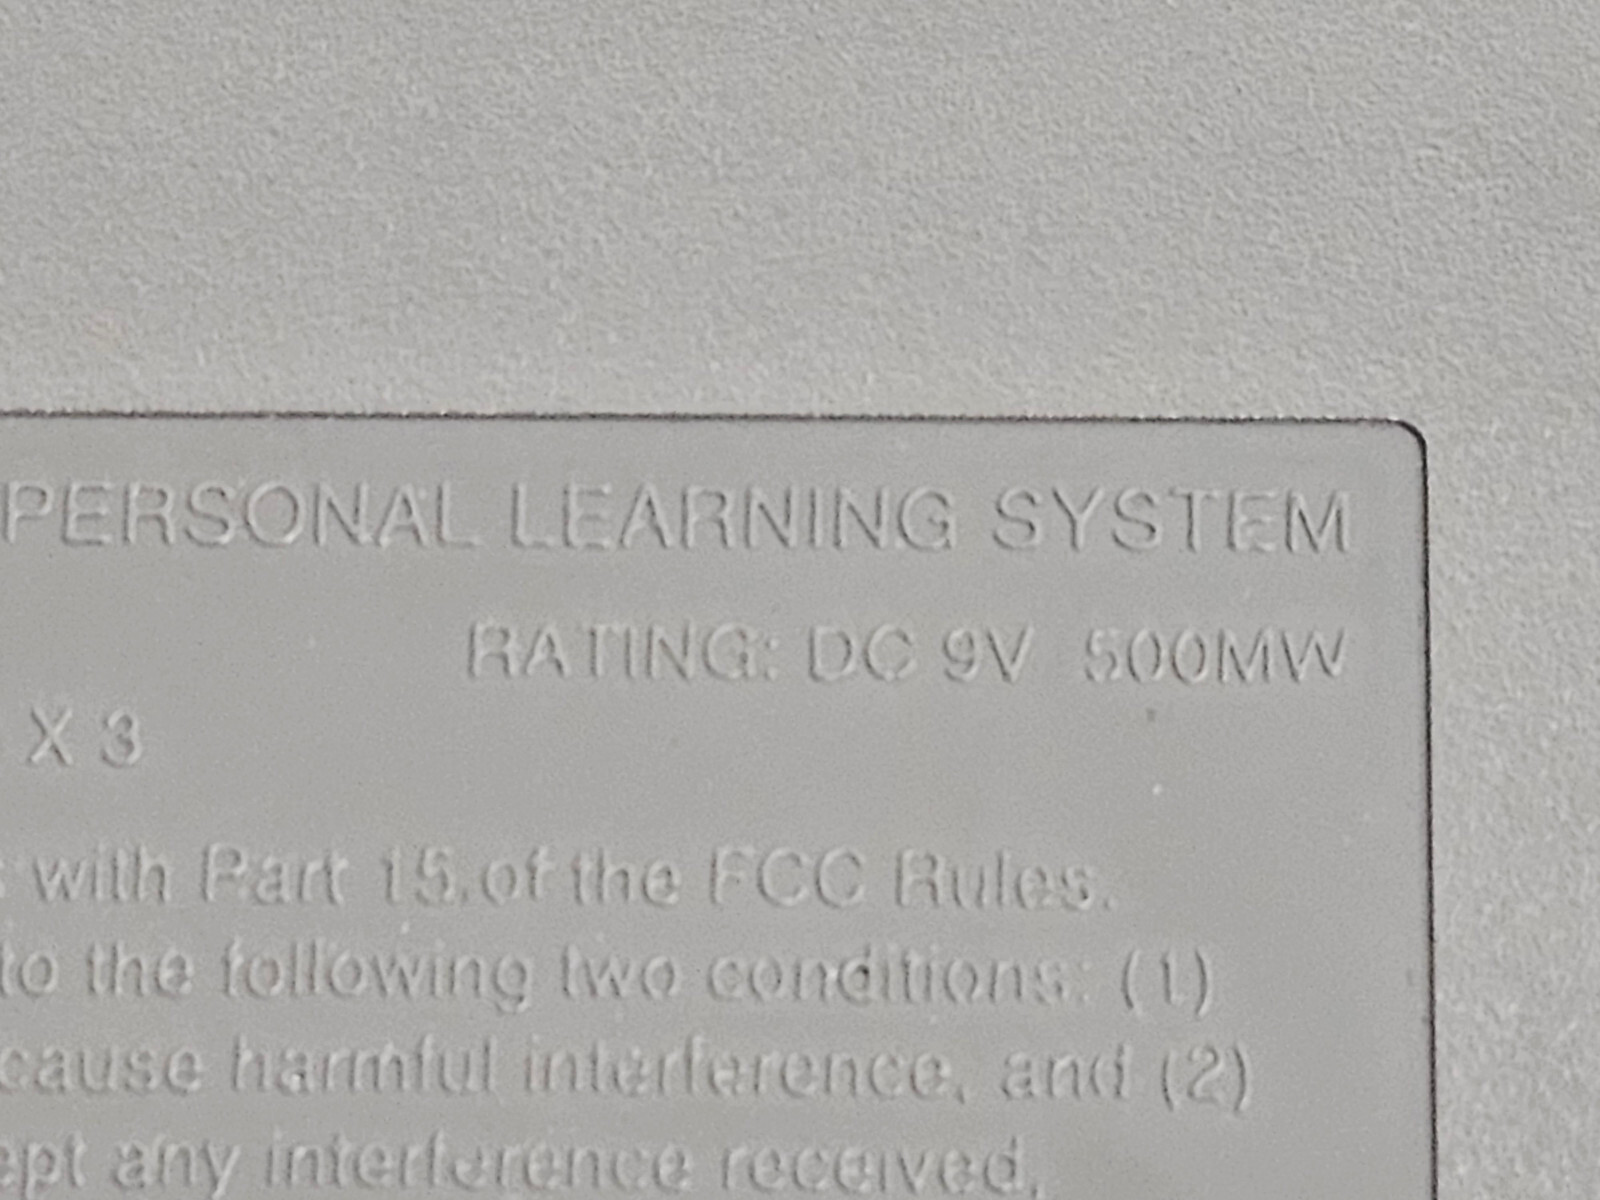 PERSONAL LEARNING SYSTEM
RATING: DC 9V 500MW
X 3
with Part 15 of the FCC Rules.
to the following two conditions: (1)
cause harmful interference, and (2)
ept any interference received,